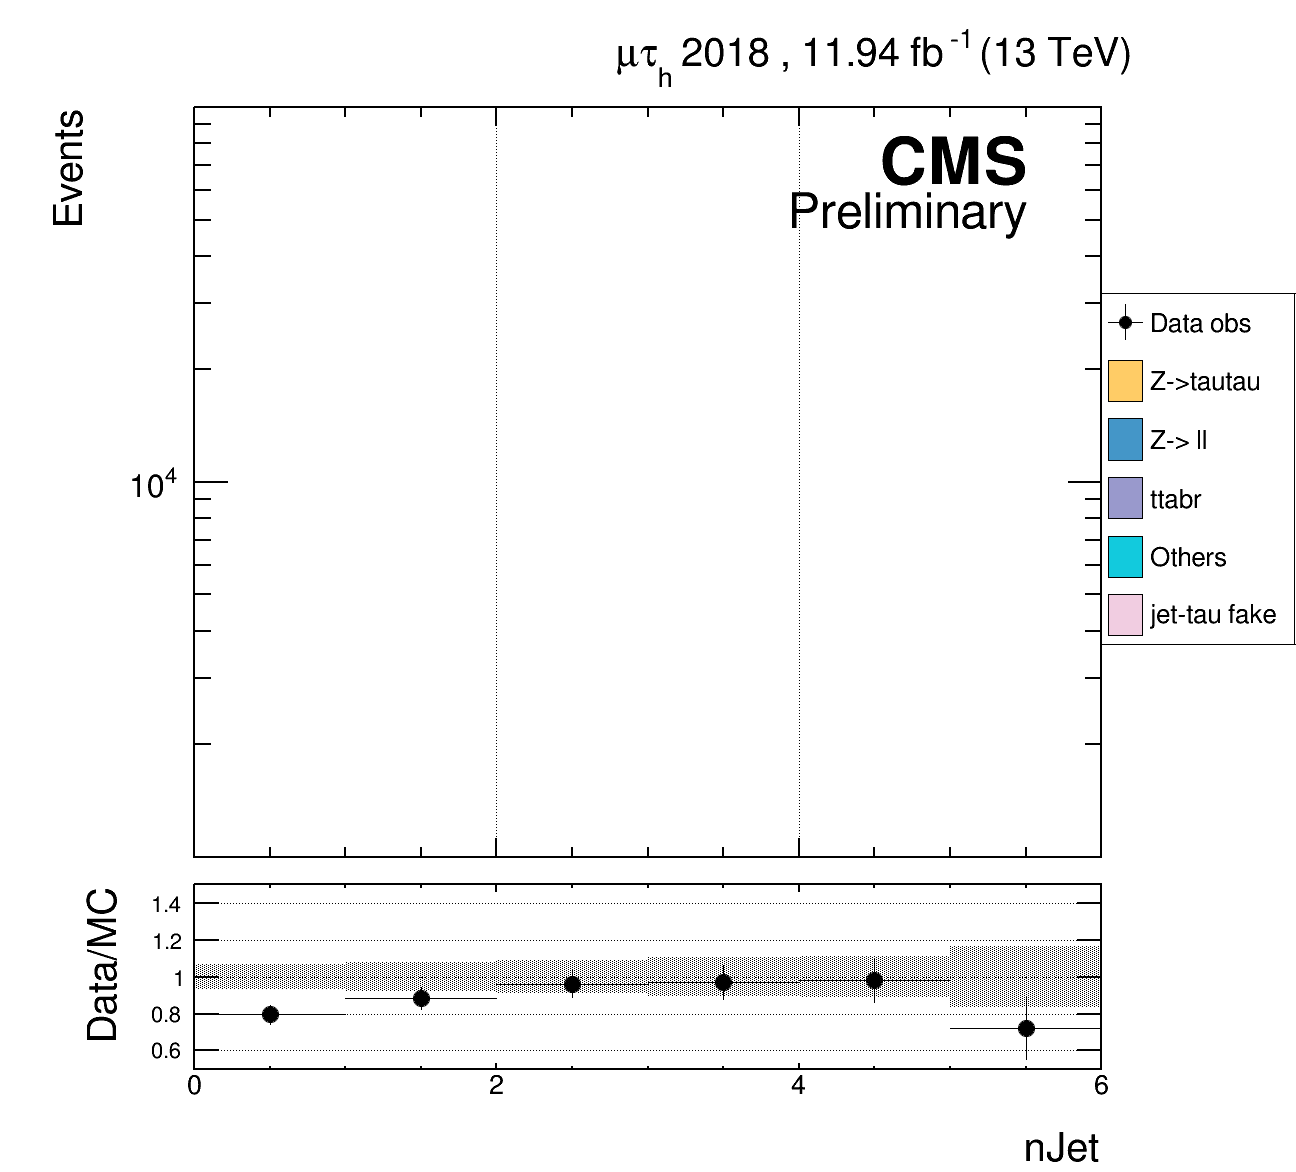 μτh 2018 , 11.94 fb-1 (13 TeV)
Events
CMS
Preliminary
10^4
Data obs
Z->tautau
Z-> ll
ttabr
Others
jet-tau fake
Data/MC
1.4
1.2
1
0.8
0.6
0 2 4 6
nJet